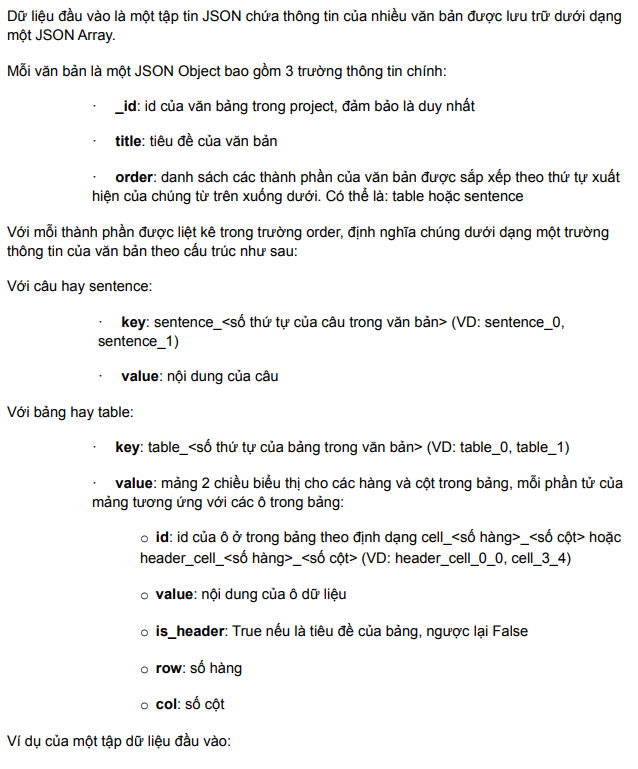 Dữ liệu đầu vào là một tập tin JSON chứa thông tin của nhiều văn bản được lưu trữ dưới dạng
một JSON Array.
Mỗi văn bản là một JSON Object bao gồm 3 trường thông tin chính:
· _id: id của văn bảng trong project, đảm bảo là duy nhất
· title: tiêu đề của văn bản
· order: danh sách các thành phần của văn bản được sắp xếp theo thứ tự xuất
hiện của chúng từ trên xuống dưới. Có thể là: table hoặc sentence
Với mỗi thành phần được liệt kê trong trường order, định nghĩa chúng dưới dạng một trường
thông tin của văn bản theo cấu trúc như sau:
Với câu hay sentence:
· key: sentence_<số thứ tự của câu trong văn bản> (VD: sentence_0,
sentence_1)
· value: nội dung của câu
Với bảng hay table:
· key: table_<số thứ tự của bảng trong văn bản> (VD: table_0, table_1)
· value: mảng 2 chiều biểu thị cho các hàng và cột trong bảng, mỗi phần tử của
mảng tương ứng với các ô trong bảng:
o id: id của ô ở trong bảng theo định dạng cell_<số hàng>_<số cột> hoặc
header_cell_<số hàng>_<số cột> (VD: header_cell_0_0, cell_3_4)
o value: nội dung của ô dữ liệu
o is_header: True nếu là tiêu đề của bảng, ngược lại False
o row: số hàng
o col: số cột
Ví dụ của một tập dữ liệu đầu vào: